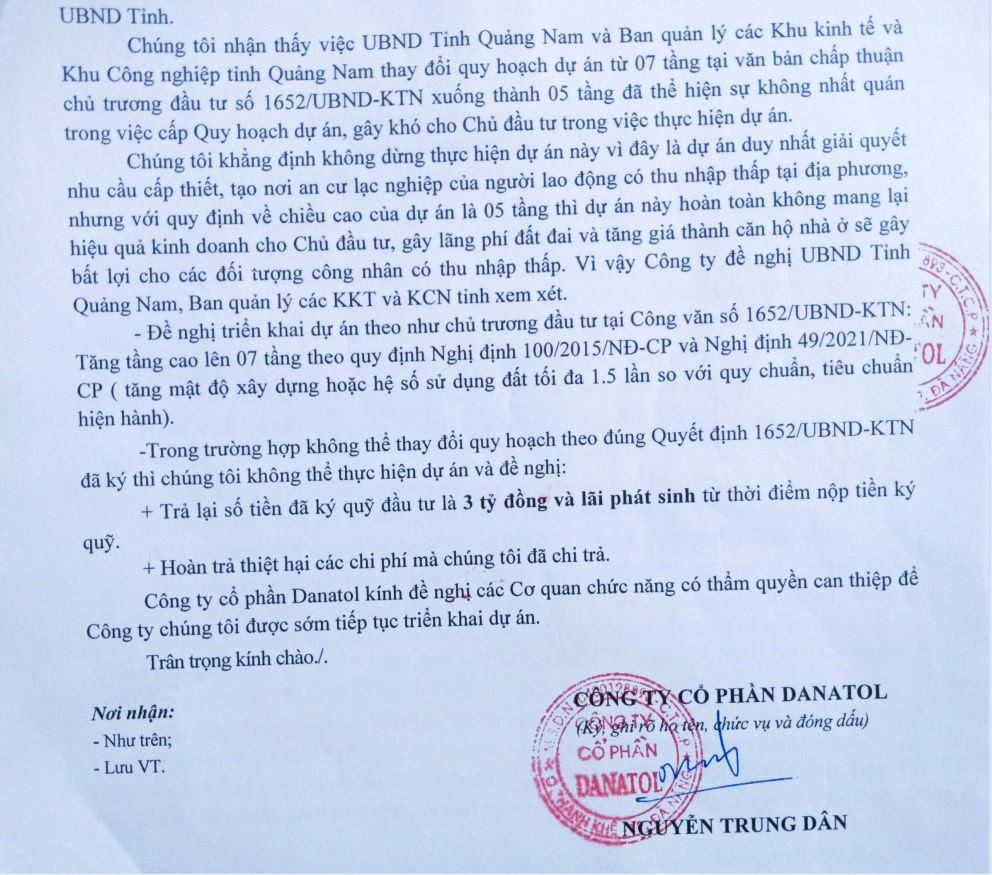 UBND Tỉnh.
Chúng tôi nhận thấy việc UBND Tỉnh Quảng Nam và Ban quản lý các Khu kinh tế và
Khu Công nghiệp tỉnh Quảng Nam thay đổi quy hoạch dự án từ 07 tầng tại văn bản chấp thuận
chủ trương đầu tư số 1652/UBND-KTN xuống thành 05 tầng đã thể hiện sự không nhất quán
trong việc cấp Quy hoạch dự án, gây khó cho Chủ đầu tư trong việc thực hiện dự án.
Chúng tôi khẳng định không dừng thực hiện dự án này vì đây là dự án duy nhất giải quyết
nhu cầu cấp thiết, tạo nơi an cư lạc nghiệp của người lao động có thu nhập thấp tại địa phương,
nhưng với quy định về chiều cao của dự án là 05 tầng thì dự án này hoàn toàn không mang lại
hiệu quả kinh doanh cho Chủ đầu tư, gây lãng phí đất đai và tăng giá thành căn hộ nhà ở sẽ gây
bất lợi cho các đối tượng công nhân có thu nhập thấp. Vì vậy Công ty đề nghị UBND Tỉnh
Quảng Nam, Ban quản lý các KKT và KCN tỉnh xem xét.
- Đề nghị triển khai dự án theo như chủ trương đầu tư tại Công văn số 1652/UBND-KTN:
Tăng tầng cao lên 07 tầng theo quy định Nghị định 100/2015/NĐ-CP và Nghị định 49/2021/NĐ-
CP ( tăng mật độ xây dựng hoặc hệ số sử dụng đất tối đa 1.5 lần so với quy chuẩn, tiêu chuẩn
hiện hành).
-Trong trường hợp không thể thay đổi quy hoạch theo đúng Quyết định 1652/UBND-KTN
đã ký thì chúng tôi không thể thực hiện dự án và đề nghị:
+ Trả lại số tiền đã ký quỹ đầu tư là 3 tỷ đồng và lãi phát sinh từ thời điểm nộp tiền ký
quỹ.
+ Hoàn trả thiệt hại các chi phí mà chúng tôi đã chi trả.
Công ty cổ phần Danatol kính đề nghị các Cơ quan chức năng có thẩm quyền can thiệp để
Công ty chúng tôi được sớm tiếp tục triển khai dự án.
Trân trọng kính chào./.
Nơi nhận:
- Như trên;
- Lưu VT.
CÔNG TY CỔ PHẦN DANATOL
(Ký, ghi rõ họ tên, chức vụ và đóng dấu)
CÔNG TY
CỔ PHẦN
DANATOL
NGUYỄN TRUNG DÂN